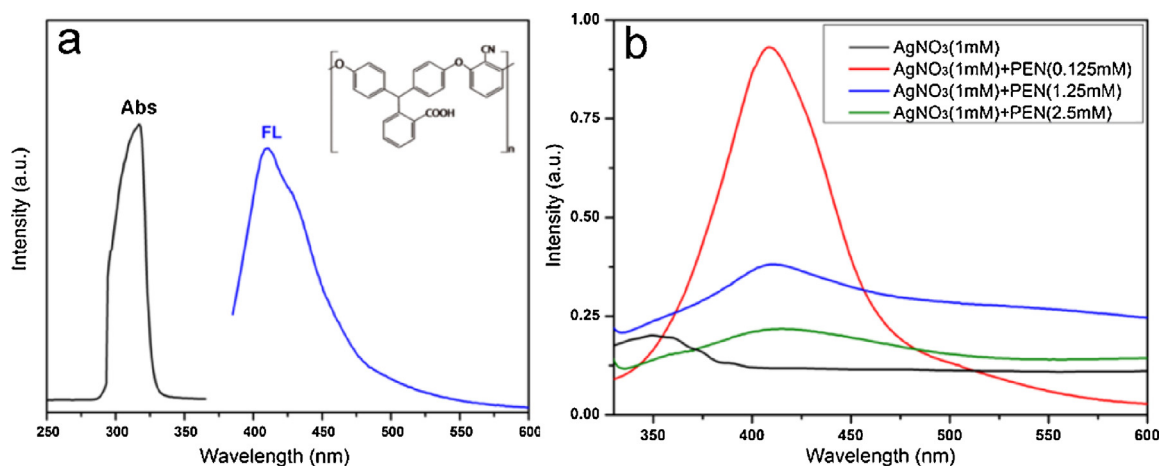 a
Abs
FL
O
O
CN
COOH
n
Intensity (a.u.)
250 300 350 400 450 500 550 600
Wavelength (nm)
b
AgNO₃(1mM)
AgNO₃(1mM)+PEN(0.125mM)
AgNO₃(1mM)+PEN(1.25mM)
AgNO₃(1mM)+PEN(2.5mM)
1.00
0.75
0.50
0.25
0.00
Intensity (a.u.)
350 400 450 500 550 600
Wavelength (nm)